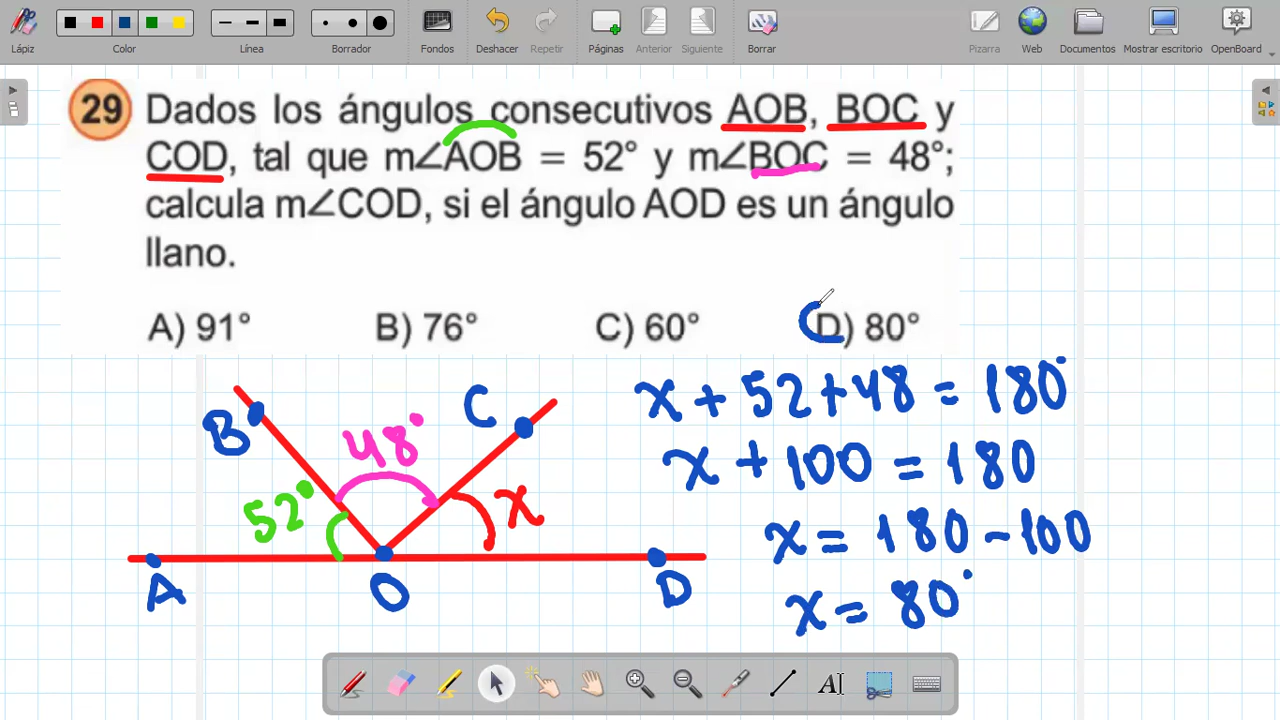 Lápiz Color Línea Borrador Fondos Deshacer Repetir Páginas Anterior Siguiente Borrar Pizarra Web Documentos Mostrar escritorio OpenBoard
29 Dados los ángulos consecutivos AOB, BOC y
COD, tal que m∠AOB = 52° y m∠BOC = 48°;
calcula m∠COD, si el ángulo AOD es un ángulo
llano.
A) 91° B) 76° C) 60° D) 80°
B 48° C
52° x
A O D
x + 52 + 48 = 180°
x + 100 = 180
x = 180 - 100
x = 80°